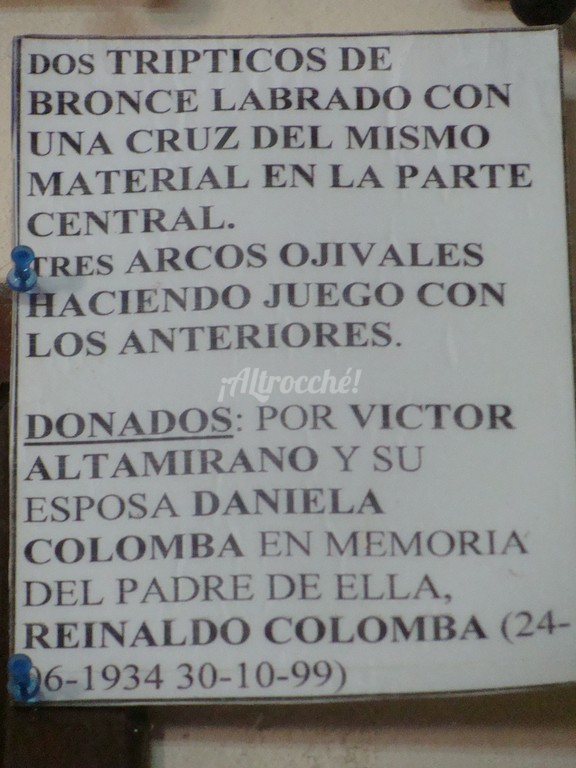 DOS TRIPTICOS DE
BRONCE LABRADO CON
UNA CRUZ DEL MISMO
MATERIAL EN LA PARTE
CENTRAL.
TRES ARCOS OJIVALES
HACIENDO JUEGO CON
LOS ANTERIORES.
¡Altrocché!
DONADOS: POR VICTOR
ALTAMIRANO Y SU
ESPOSA DANIELA
COLOMBA EN MEMORIA
DEL PADRE DE ELLA,
REINALDO COLOMBA (24-
06-1934 30-10-99)